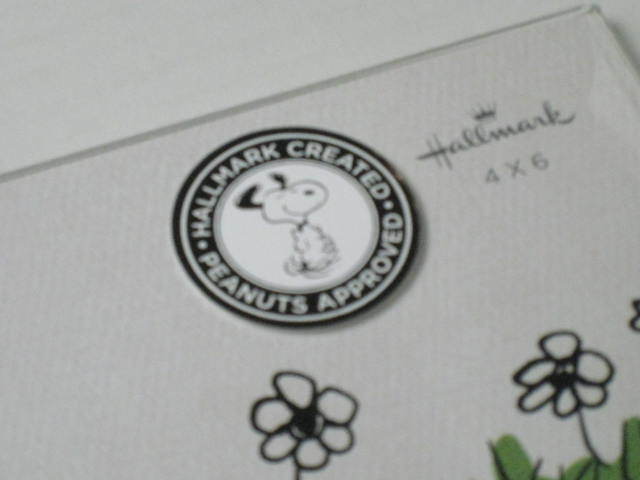 HALLMARK CREATED
PEANUTS APPROVED
Hallmark
4 X 6